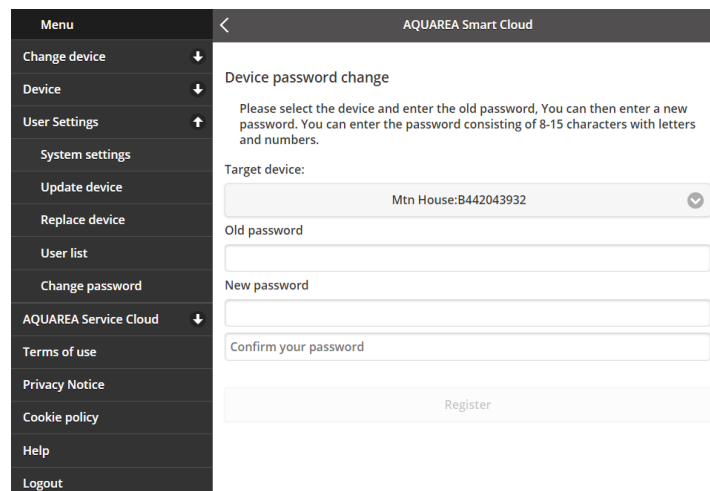 Menu
Change device
Device
User Settings
System settings
Update device
Replace device
User list
Change password
AQUAREA Service Cloud
Terms of use
Privacy Notice
Cookie policy
Help
Logout
AQUAREA Smart Cloud
Device password change
Please select the device and enter the old password, You can then enter a new
password. You can enter the password consisting of 8-15 characters with letters
and numbers.
Target device:
Mtn House:B442043932
Old password
New password
Confirm your password
Register